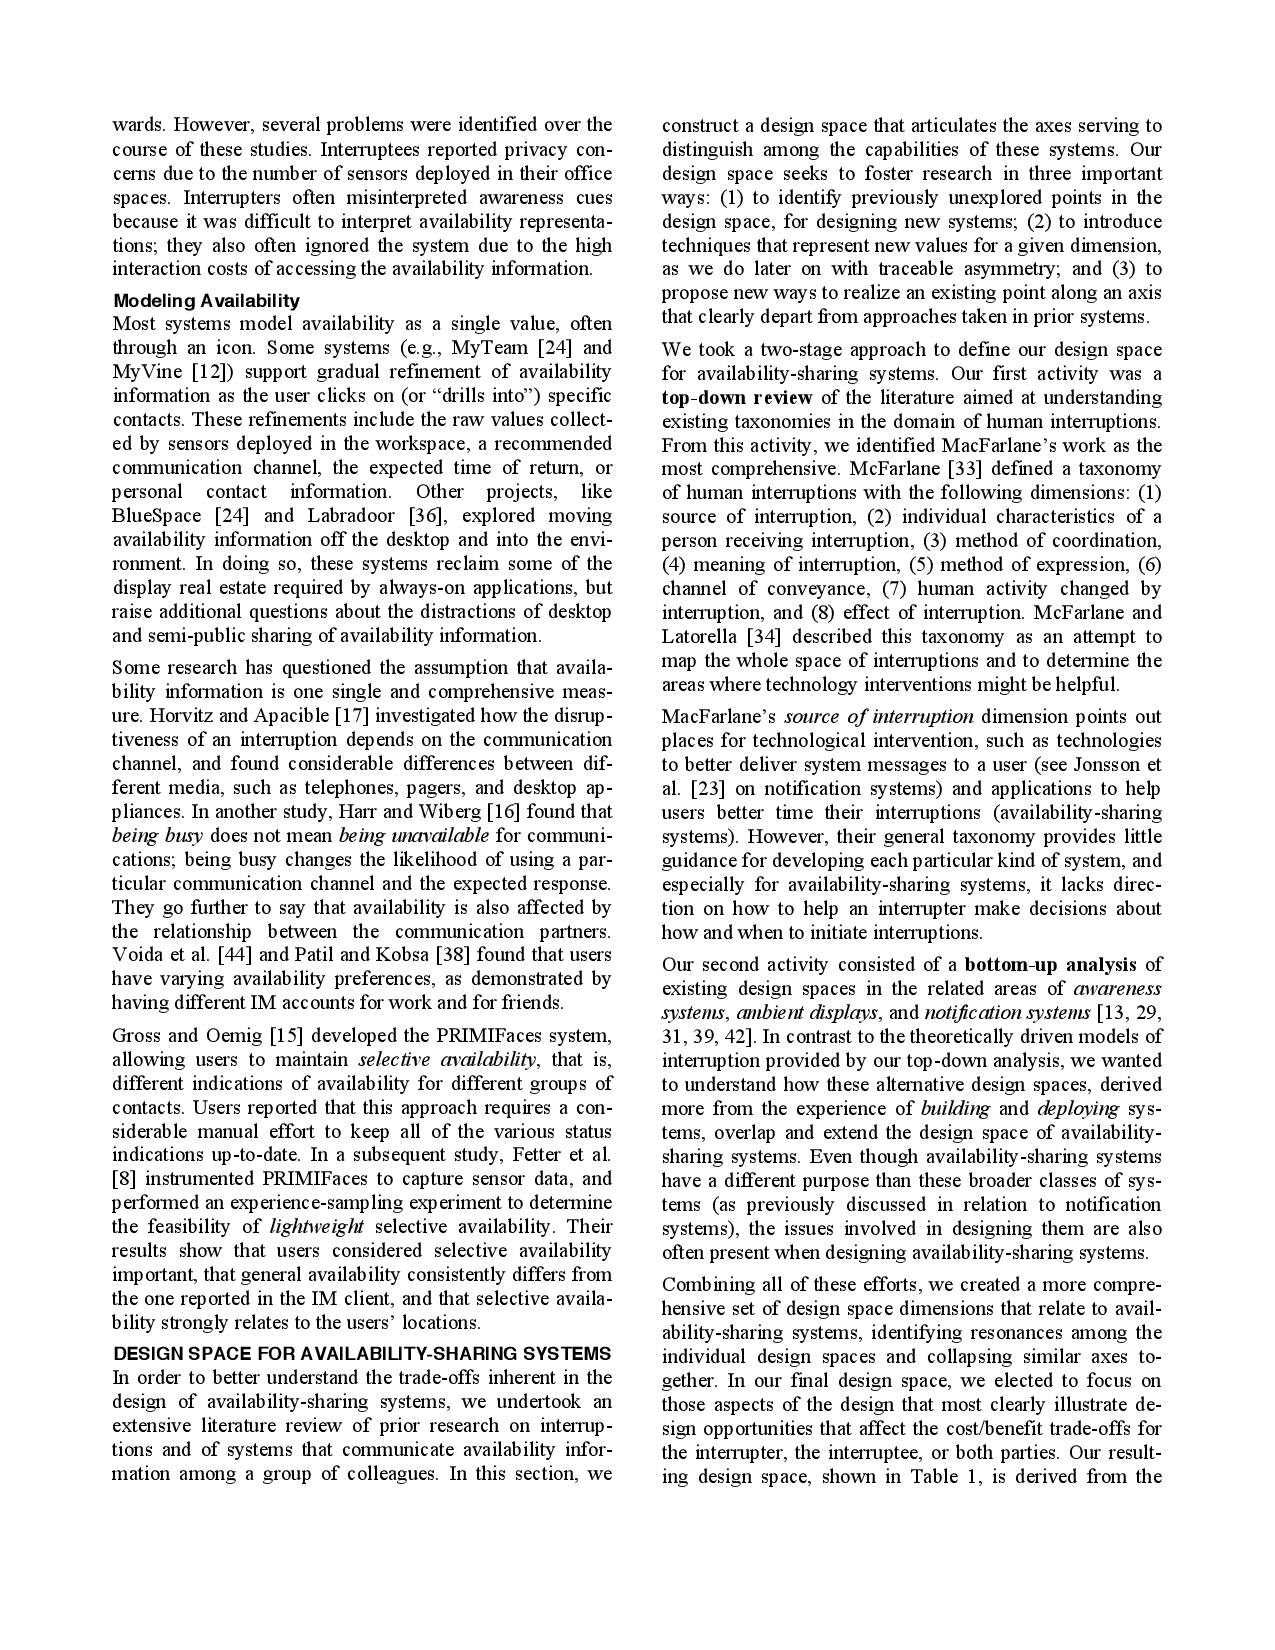 wards. However, several problems were identified over the
course of these studies. Interruptees reported privacy con-
cerns due to the number of sensors deployed in their office
spaces. Interrupters often misinterpreted awareness cues
because it was difficult to interpret availability representa-
tions; they also often ignored the system due to the high
interaction costs of accessing the availability information.
Modeling Availability
Most systems model availability as a single value, often
through an icon. Some systems (e.g., MyTeam [24] and
MyVine [12]) support gradual refinement of availability
information as the user clicks on (or “drills into”) specific
contacts. These refinements include the raw values collect-
ed by sensors deployed in the workspace, a recommended
communication channel, the expected time of return, or
personal contact information. Other projects, like
BlueSpace [24] and Labradoor [36], explored moving
availability information off the desktop and into the envi-
ronment. In doing so, these systems reclaim some of the
display real estate required by always-on applications, but
raise additional questions about the distractions of desktop
and semi-public sharing of availability information.
Some research has questioned the assumption that availa-
bility information is one single and comprehensive meas-
ure. Horvitz and Apacible [17] investigated how the disrup-
tiveness of an interruption depends on the communication
channel, and found considerable differences between dif-
ferent media, such as telephones, pagers, and desktop ap-
pliances. In another study, Harr and Wiberg [16] found that
being busy does not mean being unavailable for communi-
cations; being busy changes the likelihood of using a par-
ticular communication channel and the expected response.
They go further to say that availability is also affected by
the relationship between the communication partners.
Voida et al. [44] and Patil and Kobsa [38] found that users
have varying availability preferences, as demonstrated by
having different IM accounts for work and for friends.
Gross and Oemig [15] developed the PRIMIFaces system,
allowing users to maintain selective availability, that is,
different indications of availability for different groups of
contacts. Users reported that this approach requires a con-
siderable manual effort to keep all of the various status
indications up-to-date. In a subsequent study, Fetter et al.
[8] instrumented PRIMIFaces to capture sensor data, and
performed an experience-sampling experiment to determine
the feasibility of lightweight selective availability. Their
results show that users considered selective availability
important, that general availability consistently differs from
the one reported in the IM client, and that selective availa-
bility strongly relates to the users’ locations.
DESIGN SPACE FOR AVAILABILITY-SHARING SYSTEMS
In order to better understand the trade-offs inherent in the
design of availability-sharing systems, we undertook an
extensive literature review of prior research on interrup-
tions and of systems that communicate availability infor-
mation among a group of colleagues. In this section, we
construct a design space that articulates the axes serving to
distinguish among the capabilities of these systems. Our
design space seeks to foster research in three important
ways: (1) to identify previously unexplored points in the
design space, for designing new systems; (2) to introduce
techniques that represent new values for a given dimension,
as we do later on with traceable asymmetry; and (3) to
propose new ways to realize an existing point along an axis
that clearly depart from approaches taken in prior systems.
We took a two-stage approach to define our design space
for availability-sharing systems. Our first activity was a
top-down review of the literature aimed at understanding
existing taxonomies in the domain of human interruptions.
From this activity, we identified MacFarlane’s work as the
most comprehensive. McFarlane [33] defined a taxonomy
of human interruptions with the following dimensions: (1)
source of interruption, (2) individual characteristics of a
person receiving interruption, (3) method of coordination,
(4) meaning of interruption, (5) method of expression, (6)
channel of conveyance, (7) human activity changed by
interruption, and (8) effect of interruption. McFarlane and
Latorella [34] described this taxonomy as an attempt to
map the whole space of interruptions and to determine the
areas where technology interventions might be helpful.
MacFarlane’s source of interruption dimension points out
places for technological intervention, such as technologies
to better deliver system messages to a user (see Jonsson et
al. [23] on notification systems) and applications to help
users better time their interruptions (availability-sharing
systems). However, their general taxonomy provides little
guidance for developing each particular kind of system, and
especially for availability-sharing systems, it lacks direc-
tion on how to help an interrupter make decisions about
how and when to initiate interruptions.
Our second activity consisted of a bottom-up analysis of
existing design spaces in the related areas of awareness
systems, ambient displays, and notification systems [13, 29,
31, 39, 42]. In contrast to the theoretically driven models of
interruption provided by our top-down analysis, we wanted
to understand how these alternative design spaces, derived
more from the experience of building and deploying sys-
tems, overlap and extend the design space of availability-
sharing systems. Even though availability-sharing systems
have a different purpose than these broader classes of sys-
tems (as previously discussed in relation to notification
systems), the issues involved in designing them are also
often present when designing availability-sharing systems.
Combining all of these efforts, we created a more compre-
hensive set of design space dimensions that relate to avail-
ability-sharing systems, identifying resonances among the
individual design spaces and collapsing similar axes to-
gether. In our final design space, we elected to focus on
those aspects of the design that most clearly illustrate de-
sign opportunities that affect the cost/benefit trade-offs for
the interrupter, the interruptee, or both parties. Our result-
ing design space, shown in Table 1, is derived from the